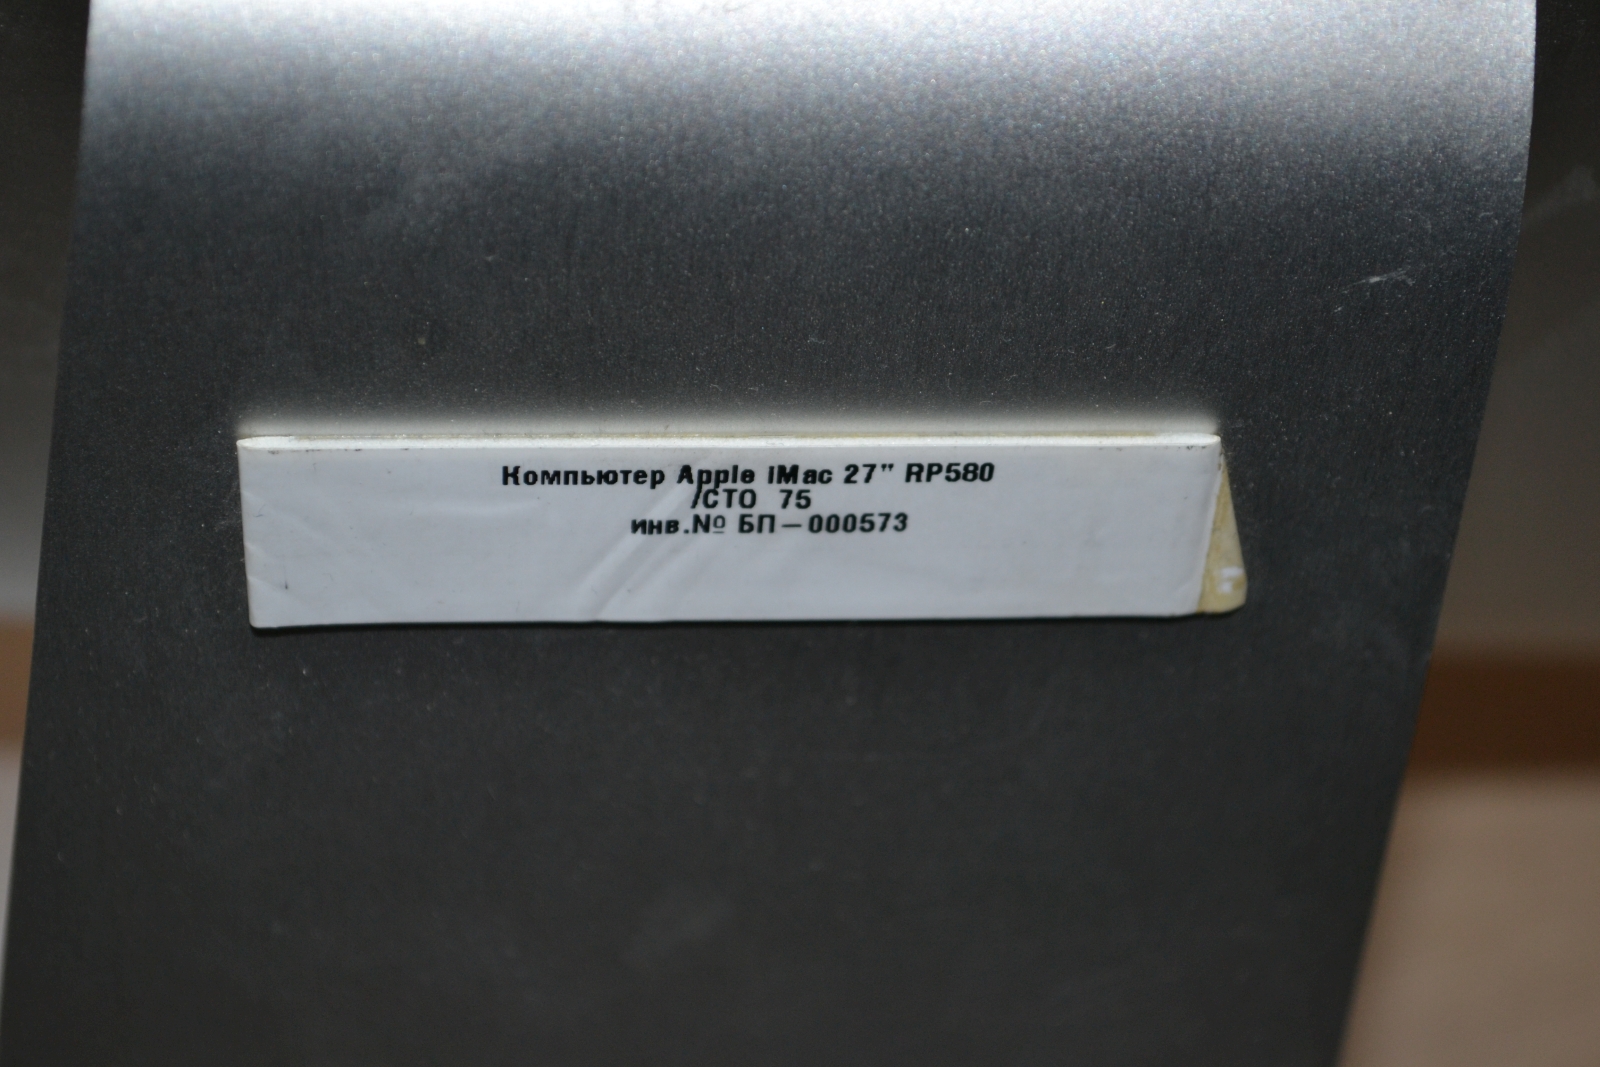 Компьютер Apple iMac 27" RP580
/CTO 75
инв.№ БП-000573